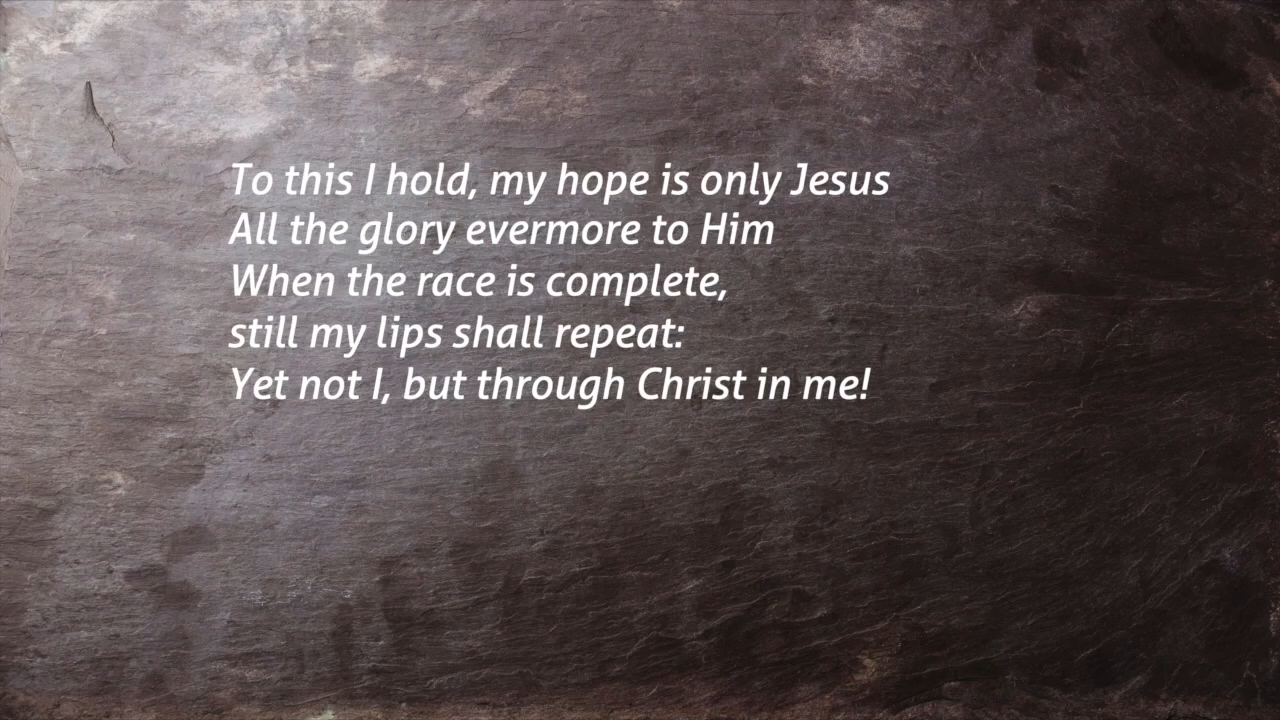 To this I hold, my hope is only Jesus
All the glory evermore to Him
When the race is complete,
still my lips shall repeat:
Yet not I, but through Christ in me!